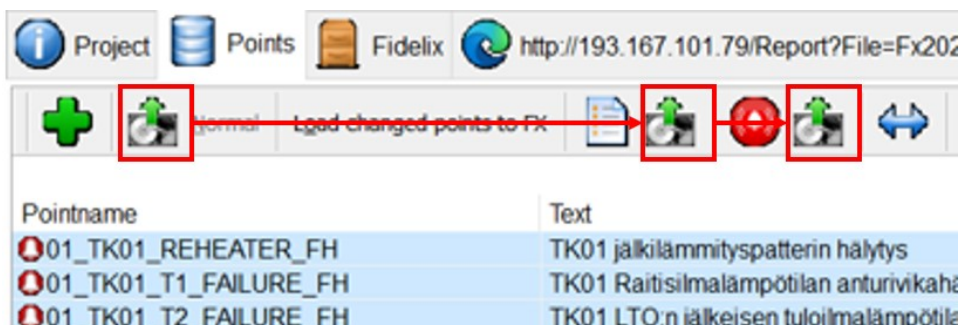 Project Points Fidelix http://193.167.101.79/Report?File=Fx202
Normal Load changed points to FX
Pointname Text
01_TK01_REHEATER_FH TK01 jälkilämmityspatterin hälytys
01_TK01_T1_FAILURE_FH TK01 Raitisilmalämpötilan anturivikahä
01_TK01_T2_FAILURE_FH TK01 LTO:n jälkeisen tuloilmalämpötila